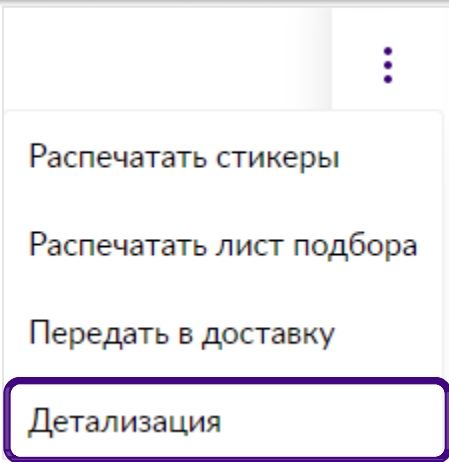 Распечатать стикеры
Распечатать лист подбора
Передать в доставку
Детализация